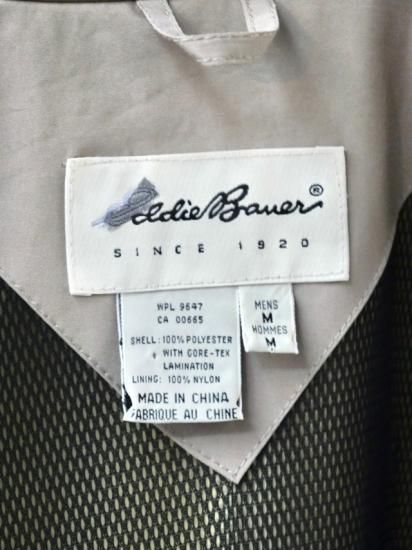 Eddie Bauer®
SINCE 1920
WPL 9647
CA 00665
SHELL: 100% POLYESTER
WITH GORE-TEX
LAMINATION
LINING: 100% NYLON
MADE IN CHINA
FABRIQUE AU CHINE
MENS
M
HOMMES
M